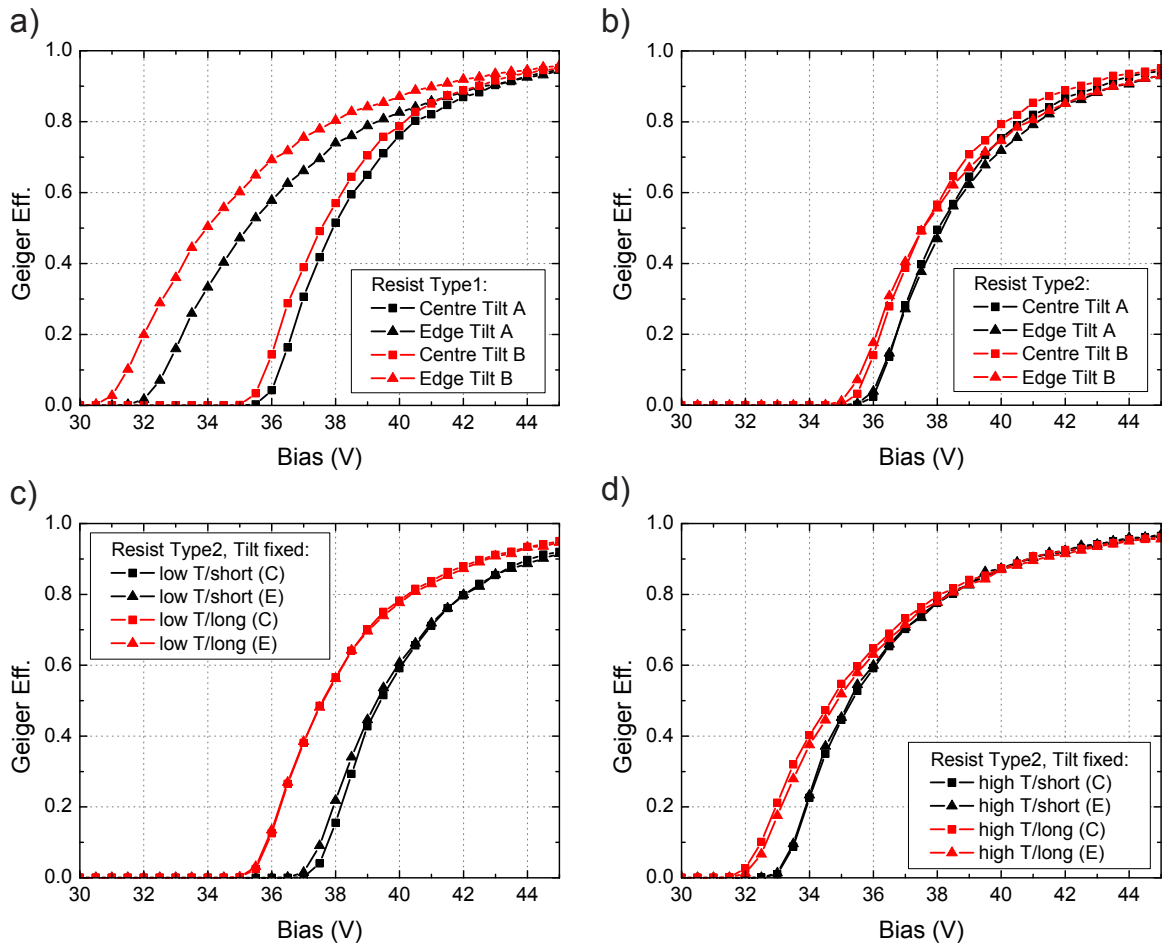 a)
1.0
0.8
0.6
0.4
0.2
0.0
Geiger Eff.
Resist Type1:
Centre Tilt A
Edge Tilt A
Centre Tilt B
Edge Tilt B
30 32 34 36 38 40 42 44
Bias (V)
b)
1.0
0.8
0.6
0.4
0.2
0.0
Geiger Eff.
Resist Type2:
Centre Tilt A
Edge Tilt A
Centre Tilt B
Edge Tilt B
30 32 34 36 38 40 42 44
Bias (V)
c)
1.0
0.8
0.6
0.4
0.2
0.0
Geiger Eff.
Resist Type2, Tilt fixed:
low T/short (C)
low T/short (E)
low T/long (C)
low T/long (E)
30 32 34 36 38 40 42 44
Bias (V)
d)
1.0
0.8
0.6
0.4
0.2
0.0
Geiger Eff.
Resist Type2, Tilt fixed:
high T/short (C)
high T/short (E)
high T/long (C)
high T/long (E)
30 32 34 36 38 40 42 44
Bias (V)